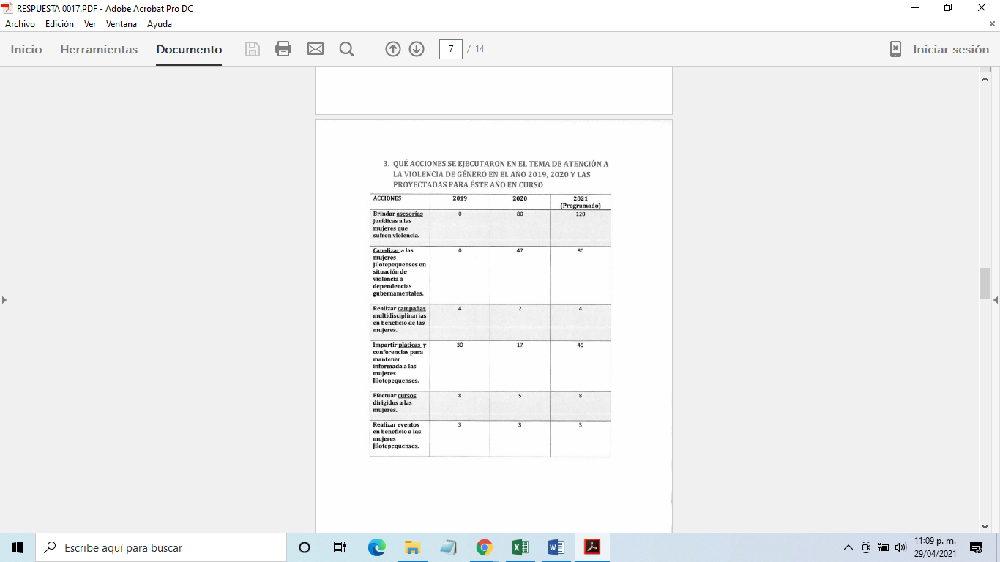 RESPUESTA 0017.PDF - Adobe Acrobat Pro DC
Archivo Edición Ver Ventana Ayuda
Inicio Herramientas Documento 7 / 14 Iniciar sesión
3. QUÉ ACCIONES SE EJECUTARON EN EL TEMA DE ATENCIÓN A
LA VIOLENCIA DE GÉNERO EN EL AÑO 2019, 2020 Y LAS
PROYECTADAS PARA ÉSTE AÑO EN CURSO
ACCIONES 2019 2020 2021
(Programado)
Brindar asesorías 0 80 120
jurídicas a las
mujeres que
sufren violencia.
Canalizar a las 0 47 80
mujeres
Jilotepequenses en
situación de
violencia a
dependencias
gubernamentales.
Realizar campañas 4 2 4
multidisciplinarias
en beneficio de las
mujeres.
Impartir pláticas y 30 17 45
conferencias para
mantener
informada a las
mujeres
Jilotepequenses.
Efectuar cursos 8 5 8
dirigidos a las
mujeres.
Realizar eventos 3 3 3
en beneficio a las
mujeres
Jilotepequenses.
Escribe aquí para buscar
11:09 p. m.
29/04/2021